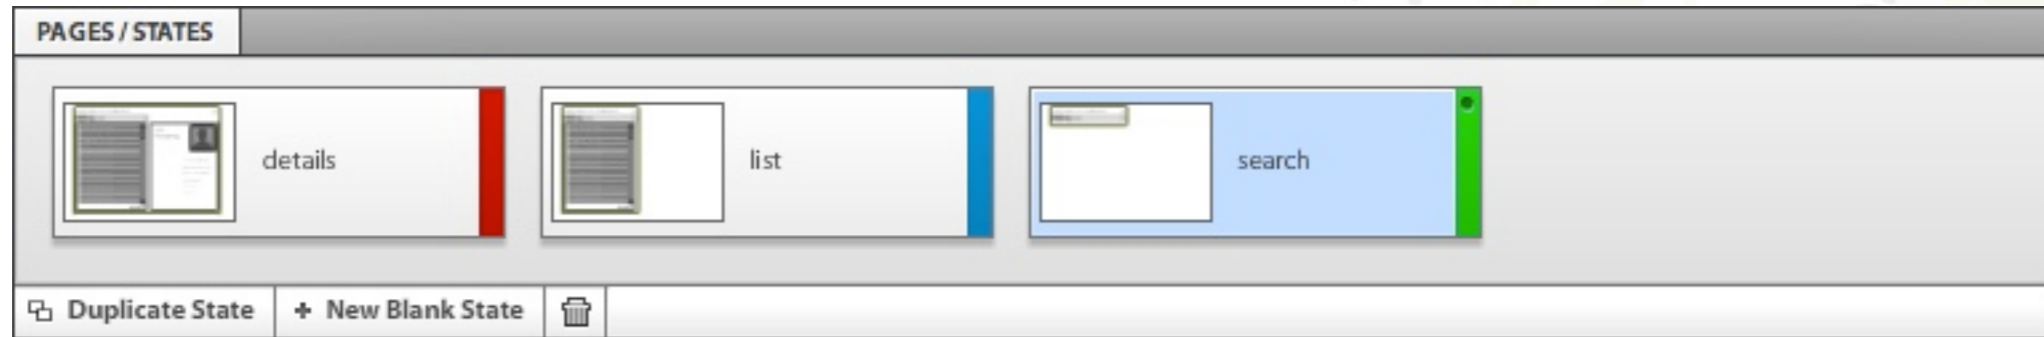 PAGES / STATES
details
list
search
Duplicate State
+ New Blank State